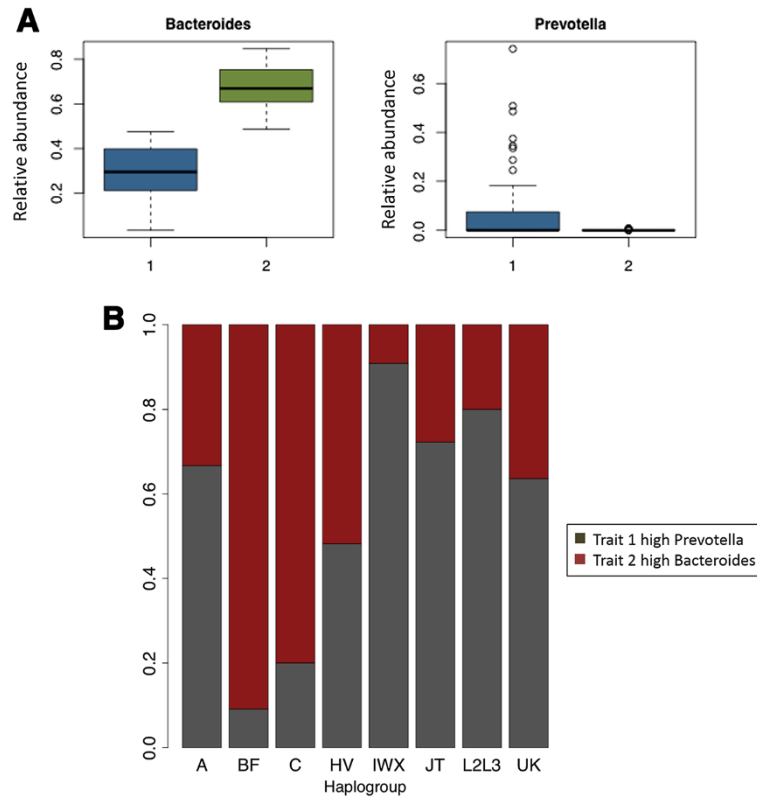 A
Bacteroides
Relative abundance
0.8
0.6
0.4
0.2
1 2
Prevotella
Relative abundance
0.6
0.4
0.2
0.0
1 2
B
1.0
0.8
0.6
0.4
0.2
0.0
A BF C HV IWX JT L2L3 UK
Haplogroup
Trait 1 high Prevotella
Trait 2 high Bacteroides